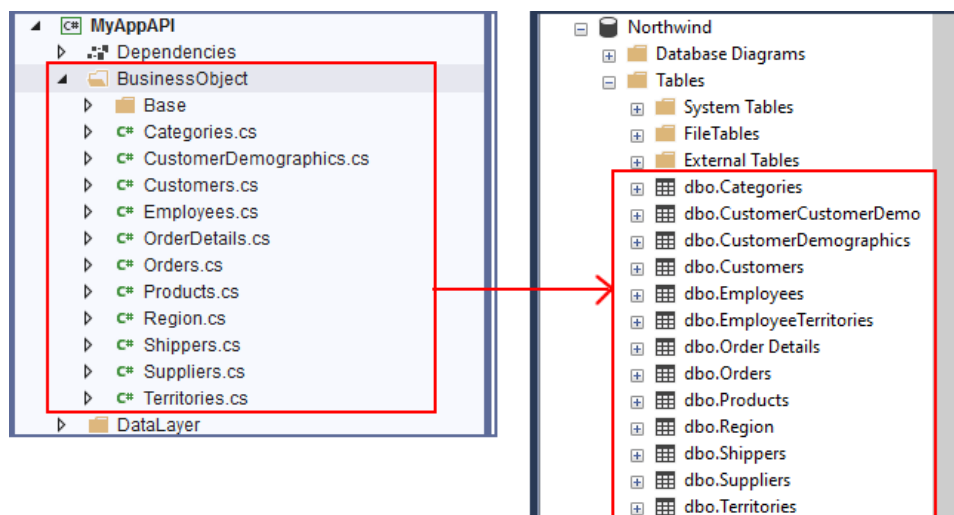 C# MyAppAPI
Dependencies
BusinessObject
Base
C# Categories.cs
C# CustomerDemographics.cs
C# Customers.cs
C# Employees.cs
C# OrderDetails.cs
C# Orders.cs
C# Products.cs
C# Region.cs
C# Shippers.cs
C# Suppliers.cs
C# Territories.cs
DataLayer
Northwind
Database Diagrams
Tables
System Tables
FileTables
External Tables
dbo.Categories
dbo.CustomerCustomerDemo
dbo.CustomerDemographics
dbo.Customers
dbo.Employees
dbo.EmployeeTerritories
dbo.Order Details
dbo.Orders
dbo.Products
dbo.Region
dbo.Shippers
dbo.Suppliers
dbo.Territories